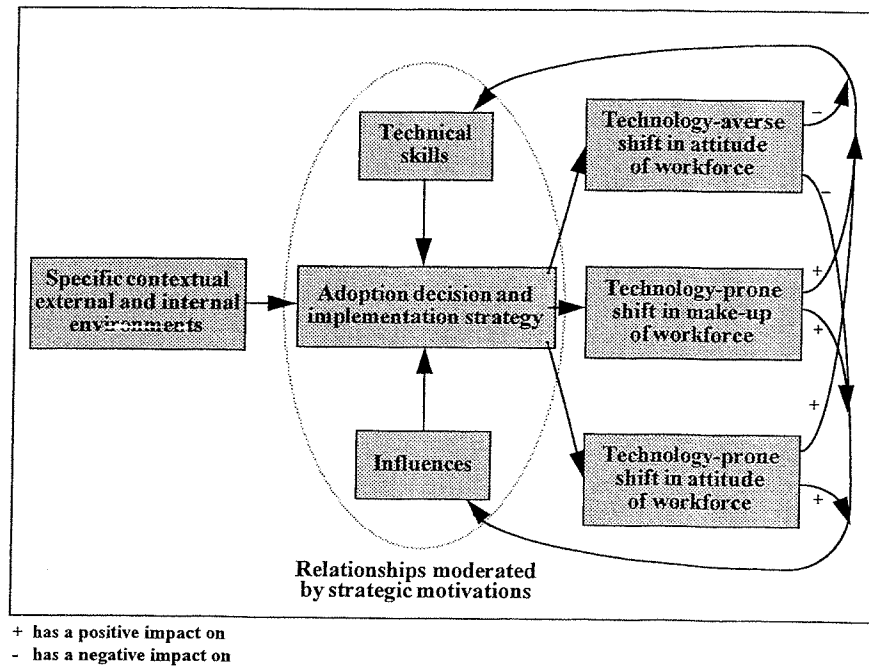 Technical
skills
Technology-averse
shift in attitude
of workforce
-
-
Specific contextual
external and internal
environments
Adoption decision and
implementation strategy
Technology-prone
shift in make-up
of workforce
+
+
Influences
Technology-prone
shift in attitude
of workforce
+
+
Relationships moderated
by strategic motivations
+ has a positive impact on
- has a negative impact on